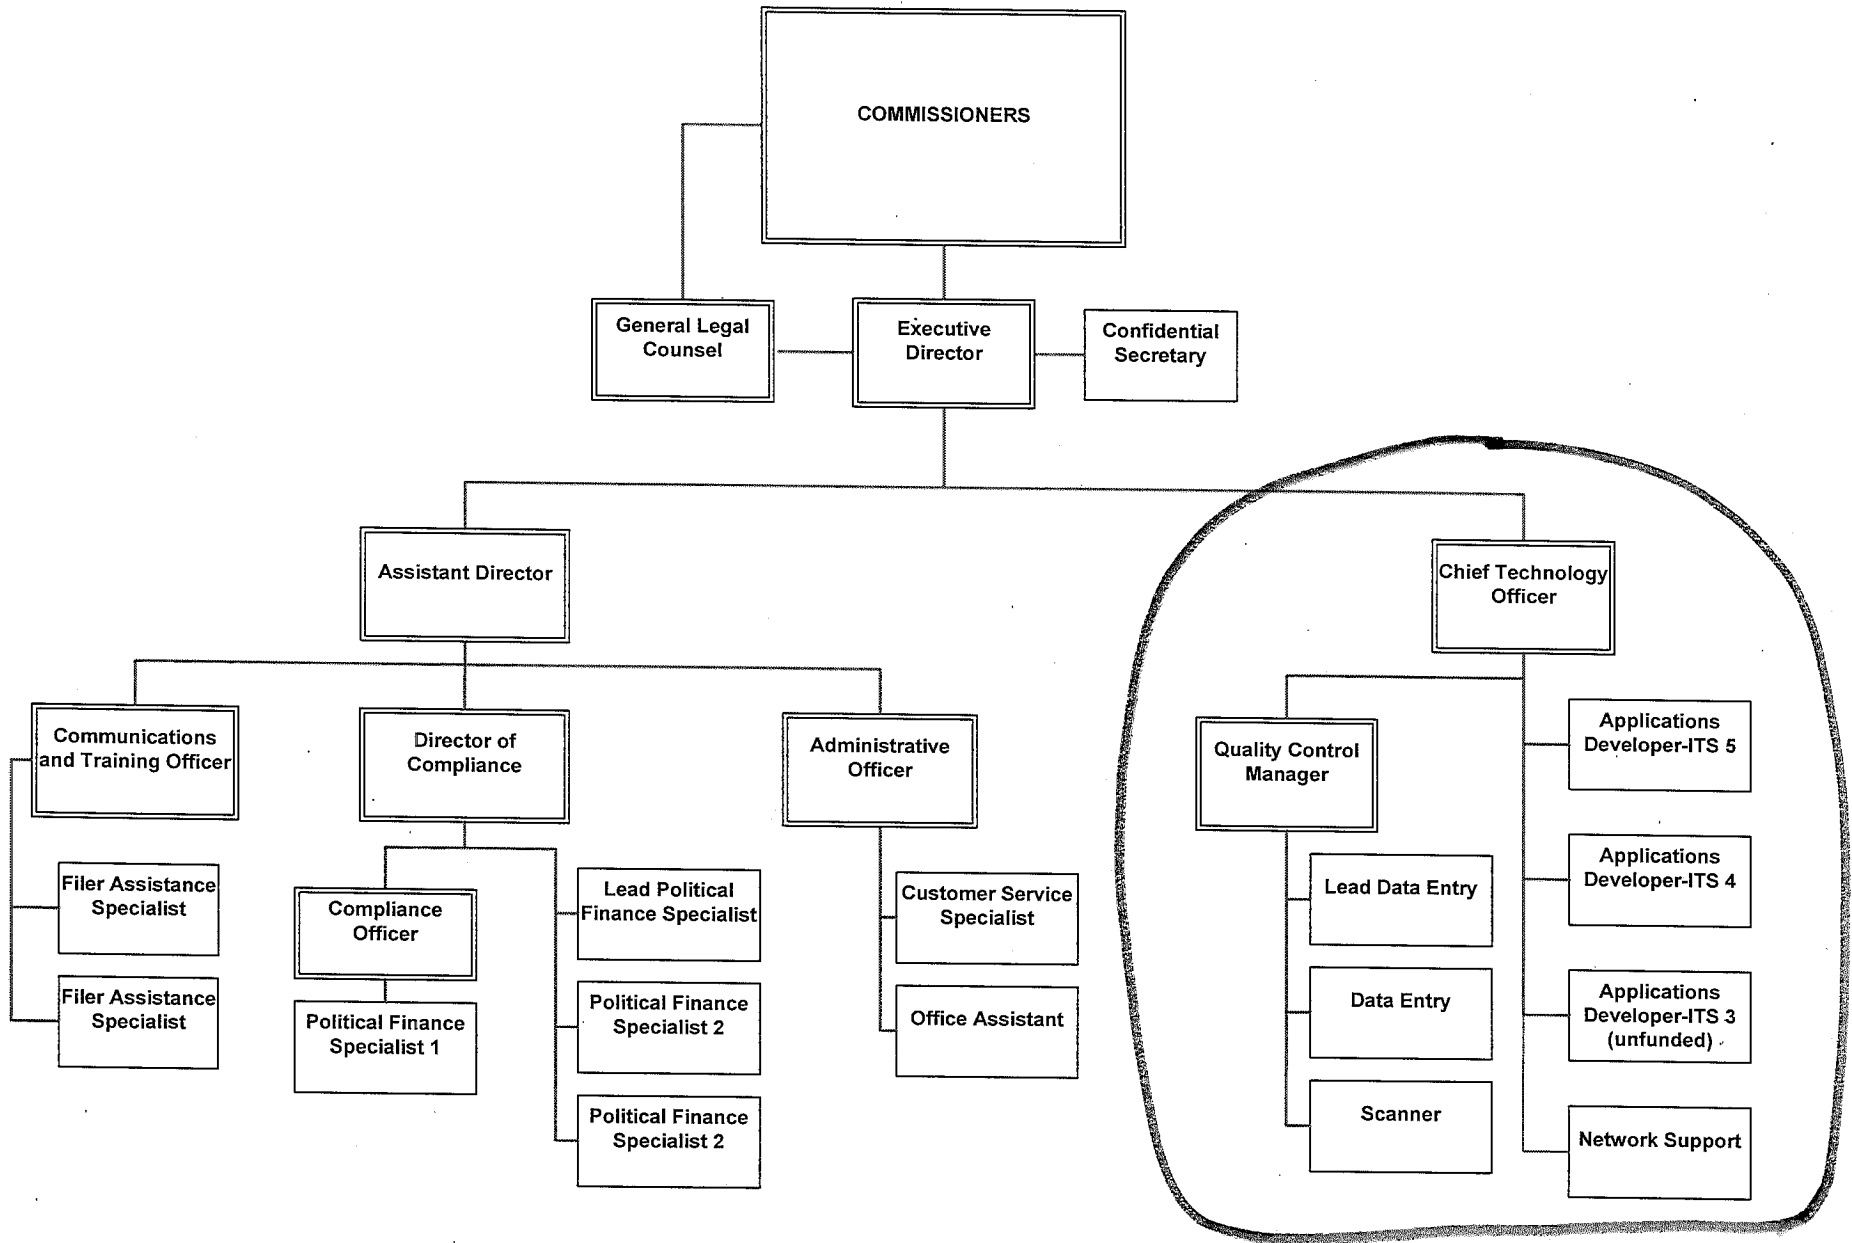 COMMISSIONERS
General Legal
Counsel
Executive
Director
Confidential
Secretary
Assistant Director
Chief Technology
Officer
Communications
and Training Officer
Director of
Compliance
Administrative
Officer
Quality Control
Manager
Applications
Developer-ITS 5
Filer Assistance
Specialist
Filer Assistance
Specialist
Compliance
Officer
Political Finance
Specialist 1
Lead Political
Finance Specialist
Political Finance
Specialist 2
Political Finance
Specialist 2
Customer Service
Specialist
Office Assistant
Lead Data Entry
Data Entry
Scanner
Applications
Developer-ITS 4
Applications
Developer-ITS 3
(unfunded)
Network Support